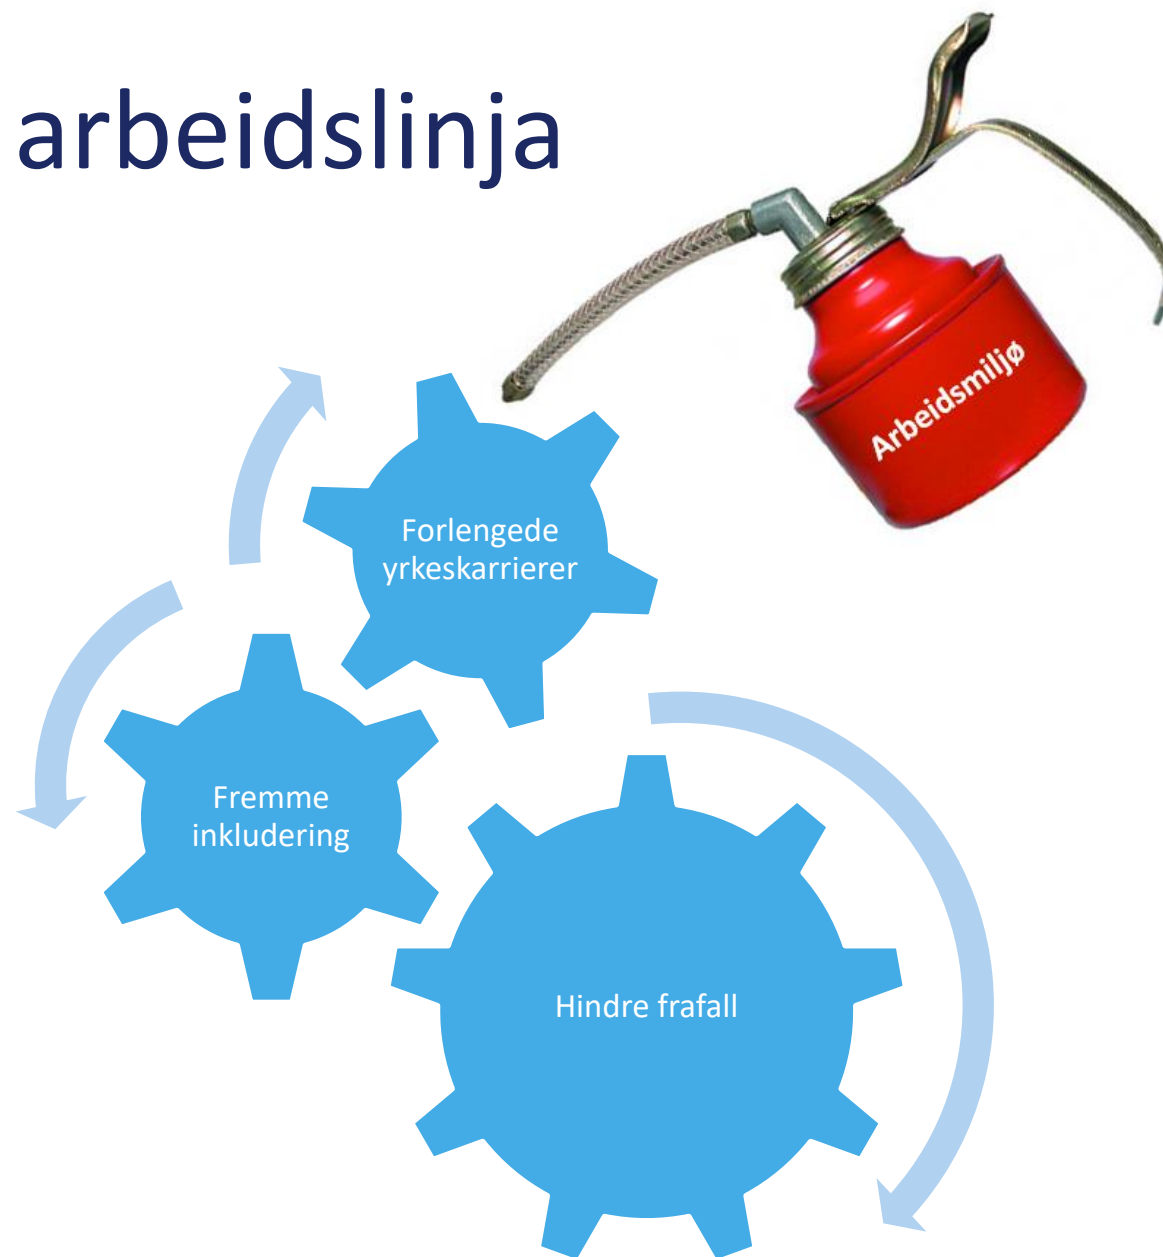 arbeidslinja
Arbeidsmiljø
Forlengede
yrkeskarrierer
Fremme
inkludering
Hindre frafall